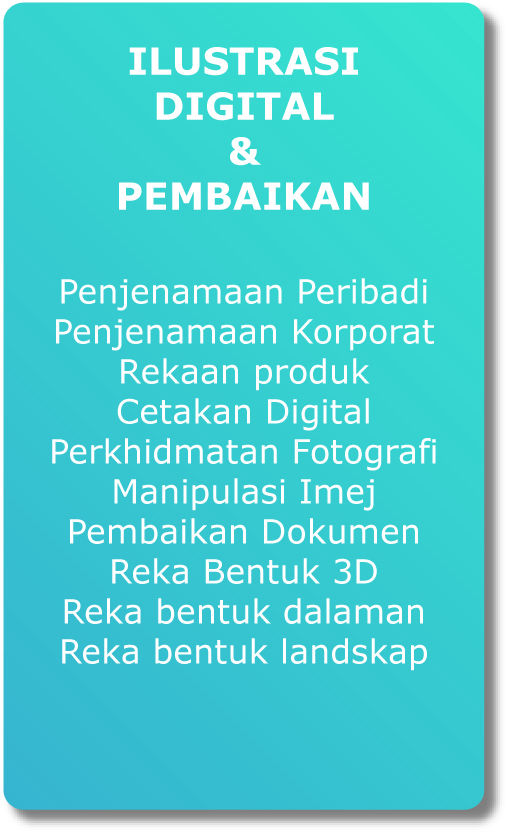 ILUSTRASI
DIGITAL
&
PEMBAIKAN
Penjenamaan Peribadi
Penjenamaan Korporat
Rekaan produk
Cetakan Digital
Perkhidmatan Fotografi
Manipulasi Imej
Pembaikan Dokumen
Reka Bentuk 3D
Reka bentuk dalaman
Reka bentuk landskap